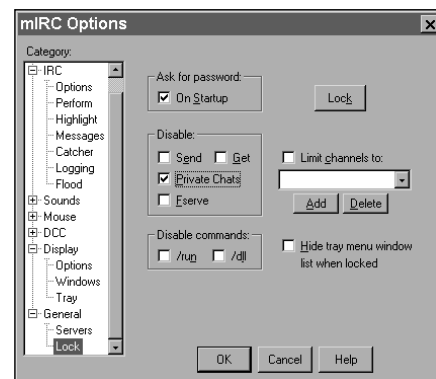 mIRC Options
Category:
IRC
Options
Perform
Highlight
Messages
Catcher
Logging
Flood
Sounds
Mouse
DCC
Display
Options
Windows
Tray
General
Servers
Lock
Ask for password:
On Startup
Lock
Disable:
Send Get
Private Chats
Fserve
Limit channels to:
Add Delete
Disable commands:
/run /dll
Hide tray menu window
list when locked
OK Cancel Help